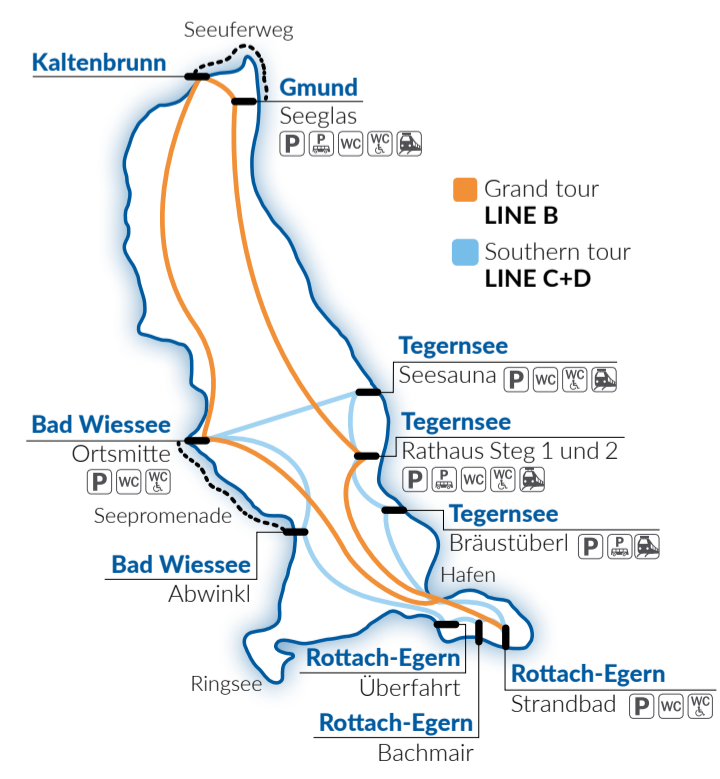 Seeuferweg
Kaltenbrunn
Gmund
Seeglas
P P WC WC
Grand tour
LINE B
Southern tour
LINE C+D
Tegernsee
Seesauna P WC WC
Bad Wiessee
Ortsmitte
P WC WC
Tegernsee
Rathaus Steg 1 und 2
P P WC WC
Seepromenade
Tegernsee
Bräustüberl P P
Bad Wiessee
Abwinkl
Hafen
Rottach-Egern
Überfahrt
Ringsee
Rottach-Egern
Strandbad P WC WC
Rottach-Egern
Bachmair